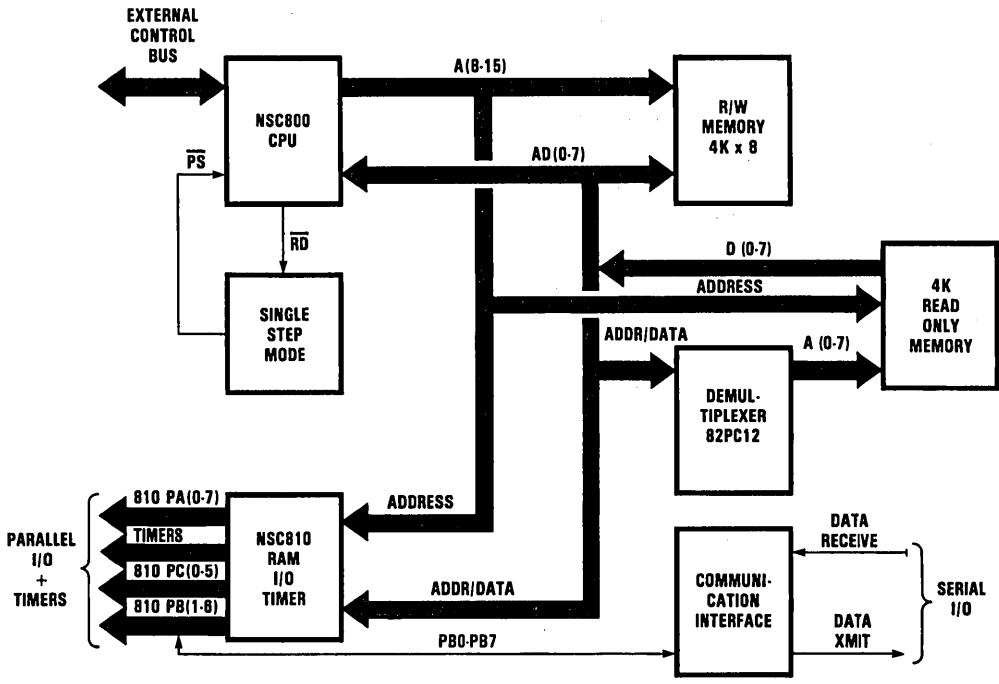 EXTERNAL
CONTROL
BUS
A(8-15)
NSC800
CPU
R/W
MEMORY
4K x 8
PS
AD(0-7)
RD
D (0-7)
ADDRESS
4K
READ
ONLY
MEMORY
SINGLE
STEP
MODE
ADDR/DATA
A (0-7)
DEMUL-
TIPLEXER
82PC12
810 PA(0-7)
TIMERS
810 PC(0-5)
810 PB(1-6)
PARALLEL
I/O
+
TIMERS
NSC810
RAM
I/O
TIMER
ADDRESS
ADDR/DATA
PB0-PB7
COMMUNI-
CATION
INTERFACE
DATA
RECEIVE
DATA
XMIT
SERIAL
I/O